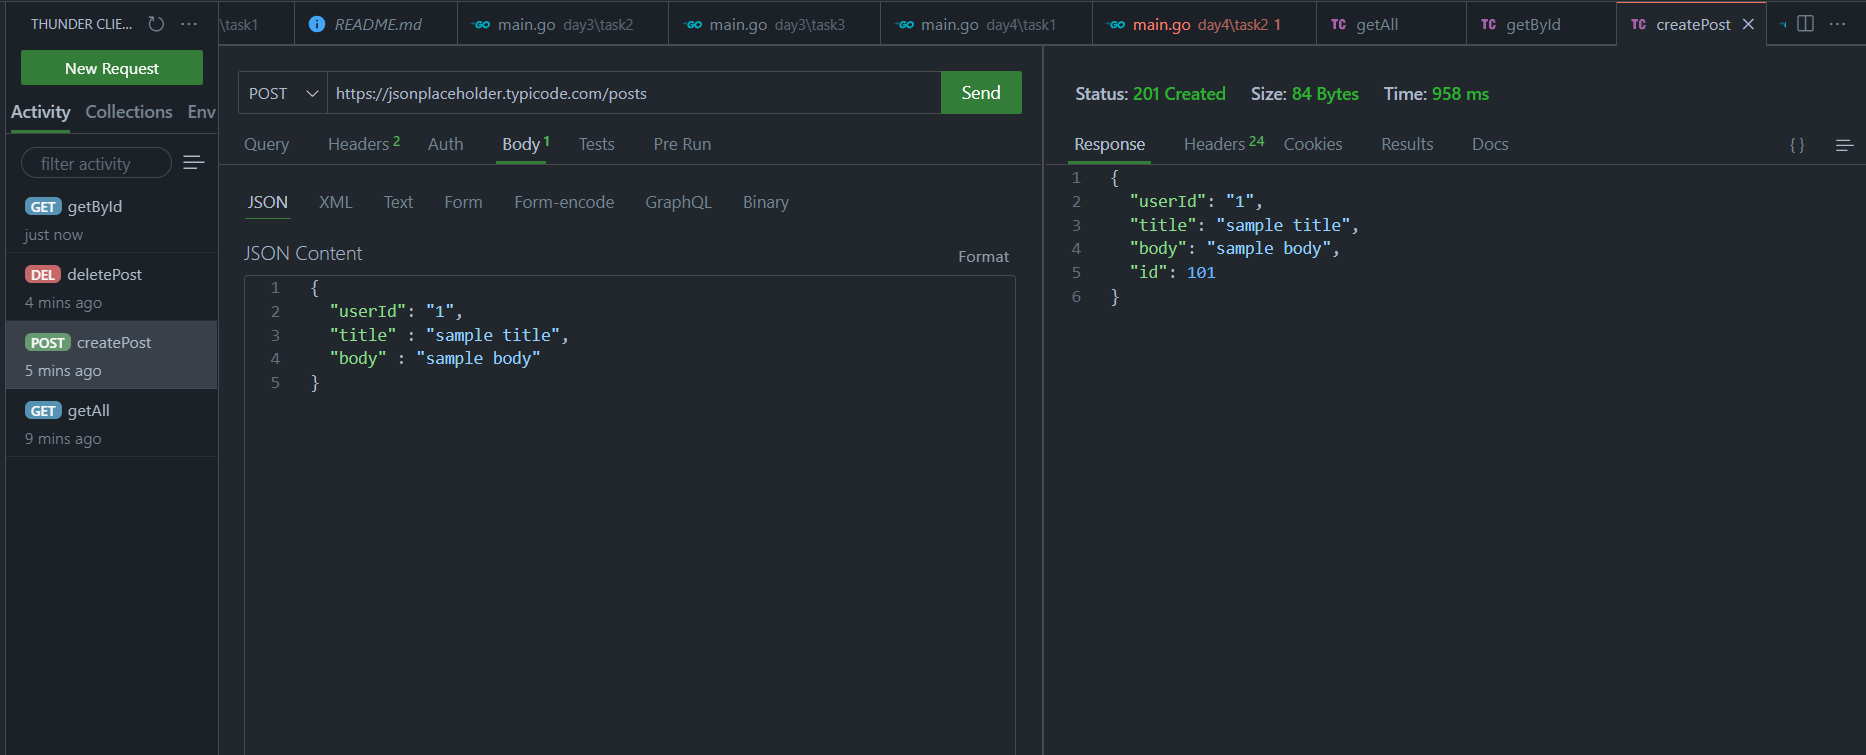 THUNDER CLIE... ···
\task1
README.md
GO main.go day3\task2
GO main.go day3\task3
GO main.go day4\task1
GO main.go day4\task2 1
TC getAll
TC getById
TC createPost
···
New Request
Activity Collections Env
filter activity
GET getById
just now
DEL deletePost
4 mins ago
POST createPost
5 mins ago
GET getAll
9 mins ago
POST https://jsonplaceholder.typicode.com/posts Send
Query Headers 2 Auth Body 1 Tests Pre Run
JSON XML Text Form Form-encode GraphQL Binary
JSON Content Format
1 {
2 "userId": "1",
3 "title" : "sample title",
4 "body" : "sample body"
5 }
Status: 201 Created Size: 84 Bytes Time: 958 ms
Response Headers 24 Cookies Results Docs { }
1 {
2 "userId": "1",
3 "title": "sample title",
4 "body": "sample body",
5 "id": 101
6 }